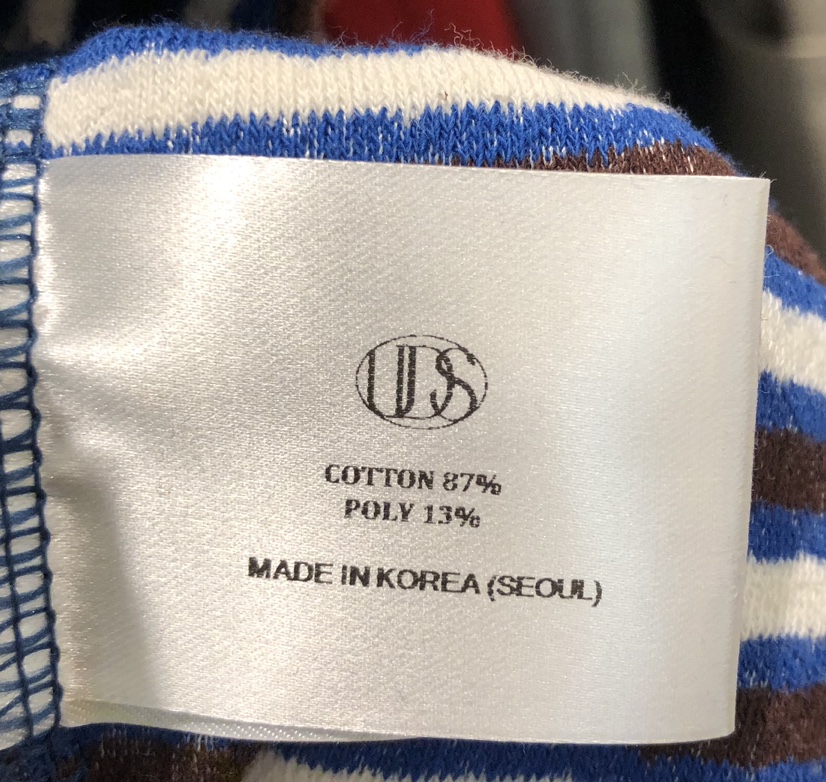 UDS
COTTON 87%
POLY 13%
MADE IN KOREA (SEOUL)